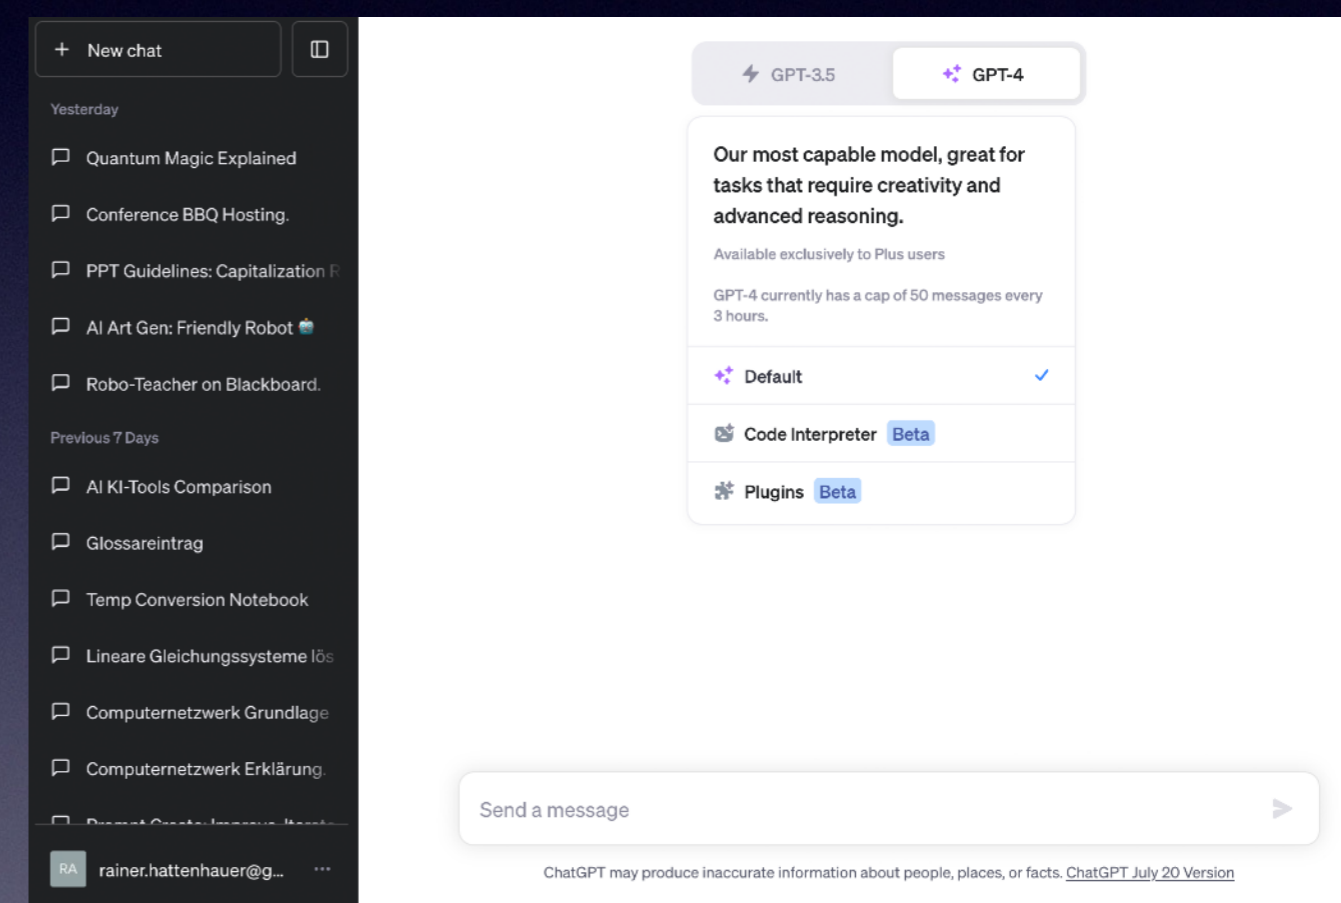 New chat
Yesterday
Quantum Magic Explained
Conference BBQ Hosting.
PPT Guidelines: Capitalization R
AI Art Gen: Friendly Robot
Robo-Teacher on Blackboard.
Previous 7 Days
AI KI-Tools Comparison
Glossareintrag
Temp Conversion Notebook
Lineare Gleichungssysteme lös
Computernetzwerk Grundlage
Computernetzwerk Erklärung.
RA rainer.hattenhauer@g...
GPT-3.5
GPT-4
Our most capable model, great for
tasks that require creativity and
advanced reasoning.
Available exclusively to Plus users
GPT-4 currently has a cap of 50 messages every
3 hours.
Default
Code Interpreter Beta
Plugins Beta
Send a message
ChatGPT may produce inaccurate information about people, places, or facts. ChatGPT July 20 Version